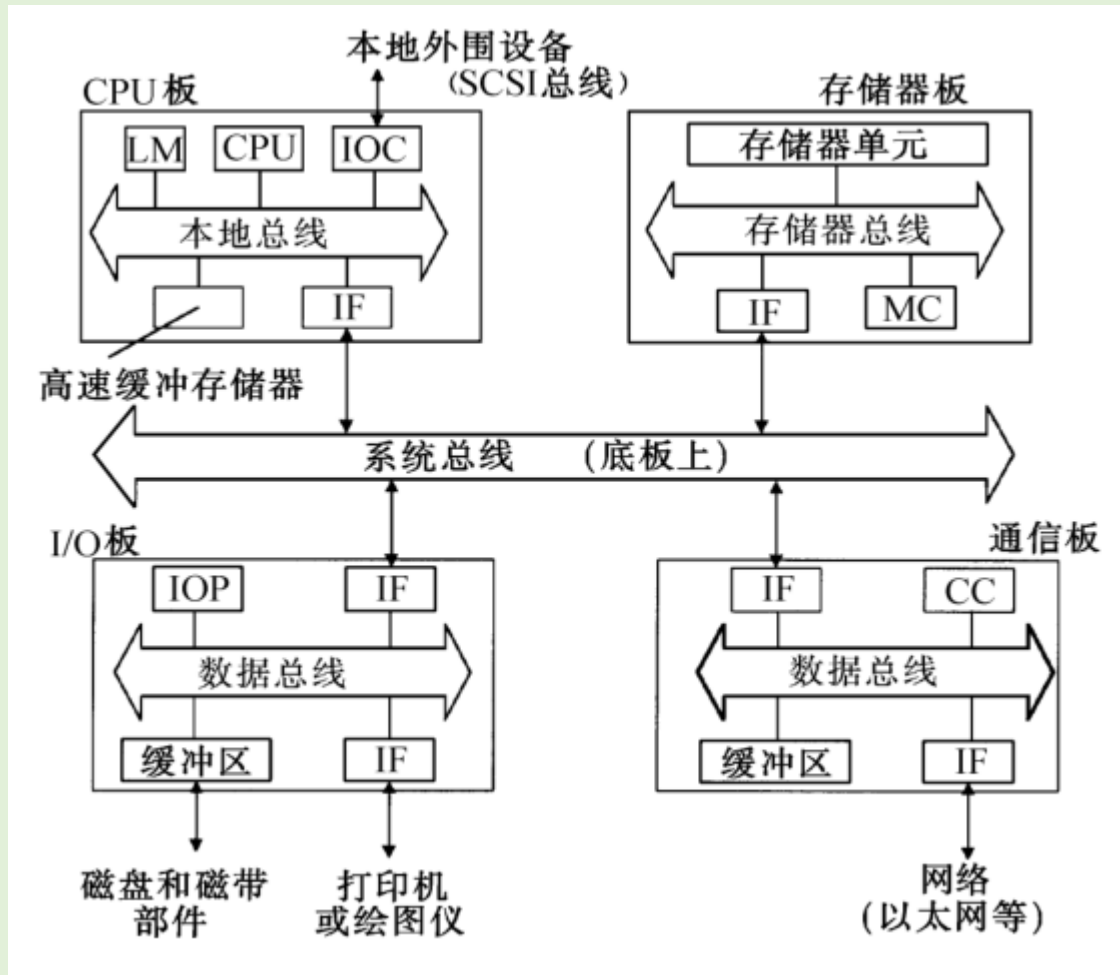 本地外围设备
(SCSI总线)
CPU板
LM
CPU
IOC
本地总线
IF
高速缓冲存储器
存储器板
存储器单元
存储器总线
IF
MC
系统总线 (底板上)
I/O板
IOP
IF
数据总线
缓冲区
IF
磁盘和磁带
部件
打印机
或绘图仪
通信板
IF
CC
数据总线
缓冲区
IF
网络
(以太网等)